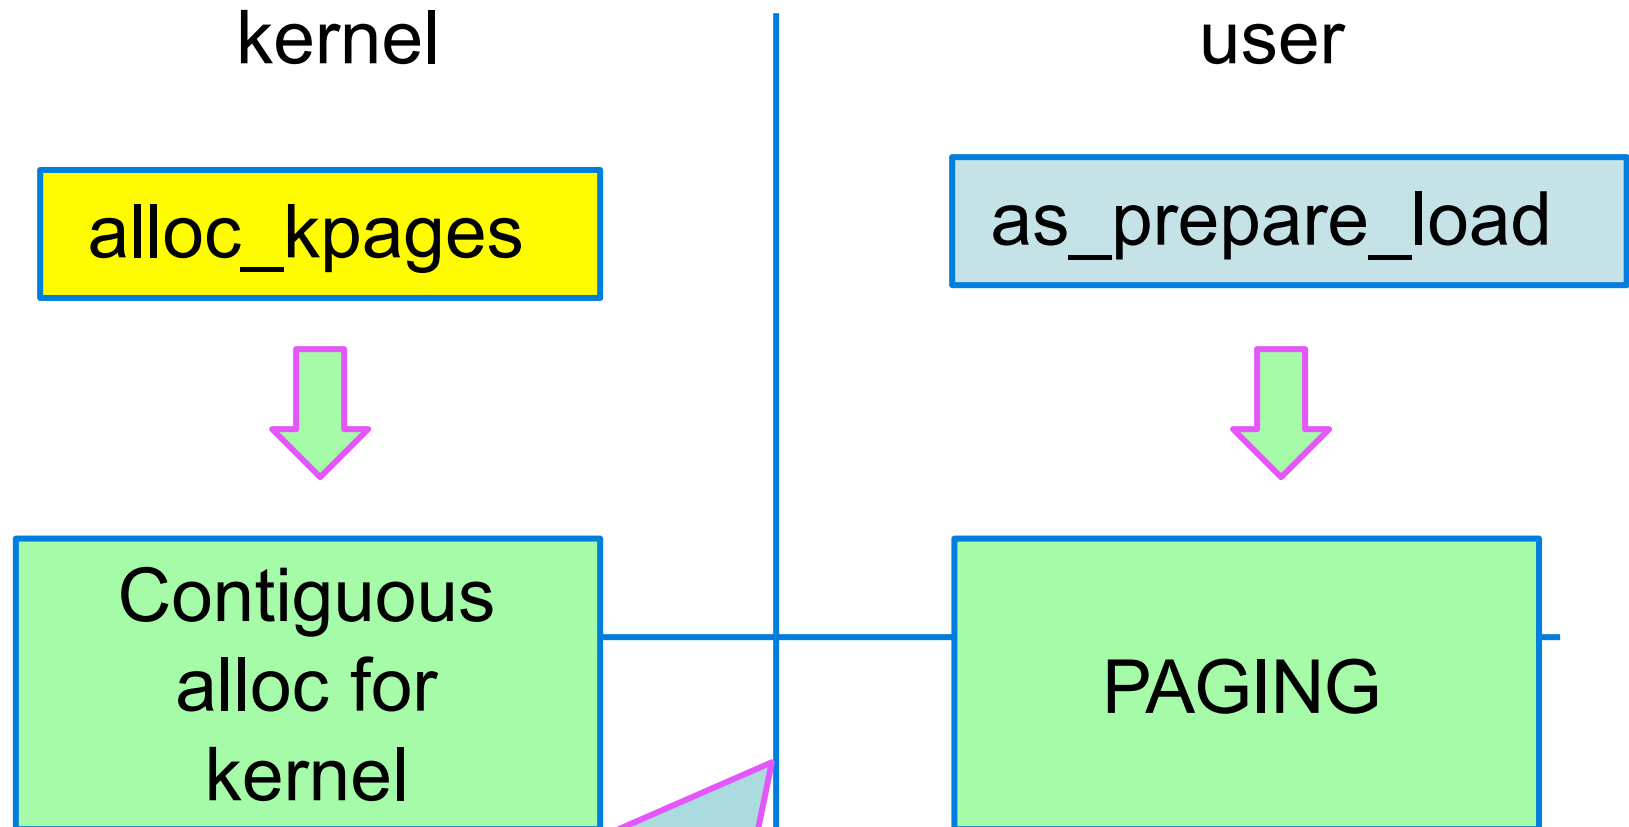 kernel
user
alloc_kpages
as_prepare_load
Contiguous
alloc for
kernel
PAGING